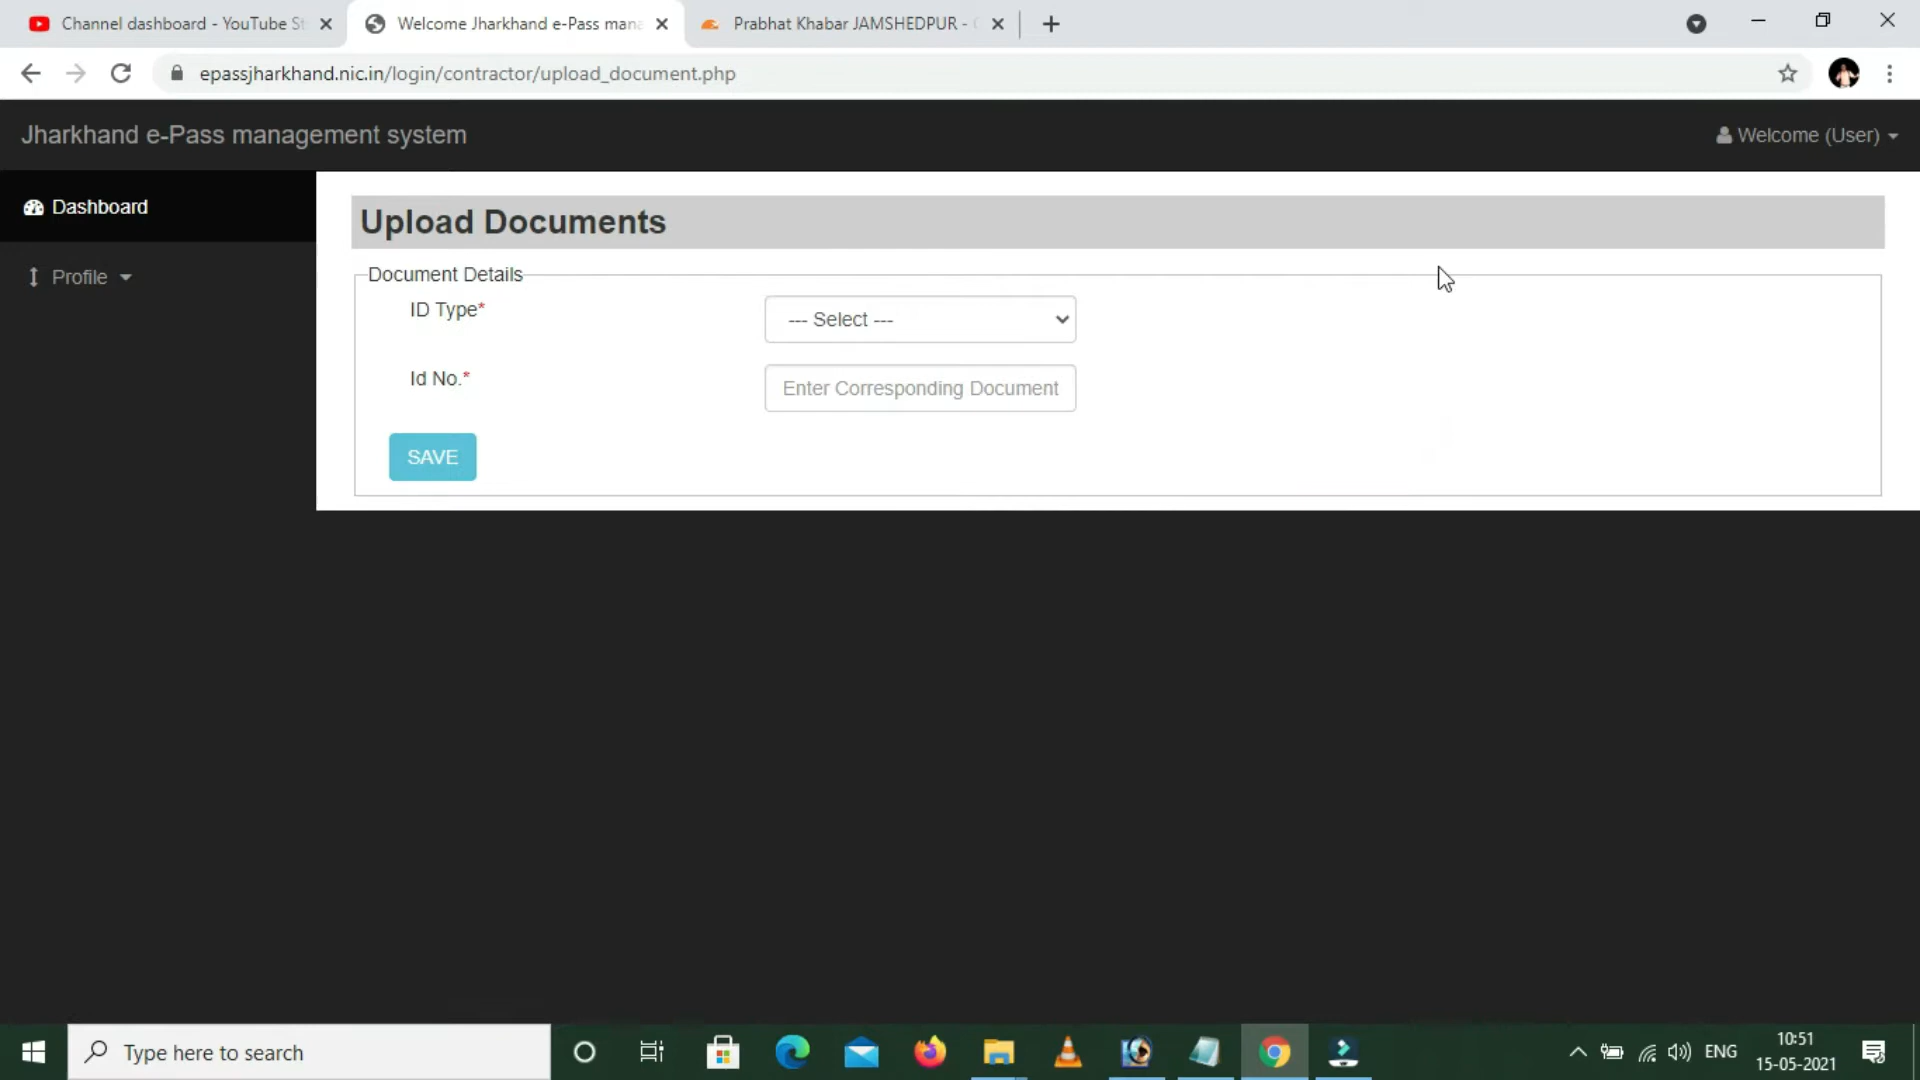 Channel dashboard - YouTube St
Welcome Jharkhand e-Pass mana
Prabhat Khabar JAMSHEDPUR -
epassjharkhand.nic.in/login/contractor/upload_document.php
Jharkhand e-Pass management system
Welcome (User)
Dashboard
Profile
Upload Documents
Document Details
ID Type*
--- Select ---
Id No.*
Enter Corresponding Document
SAVE
Type here to search
ENG
10:51
15-05-2021